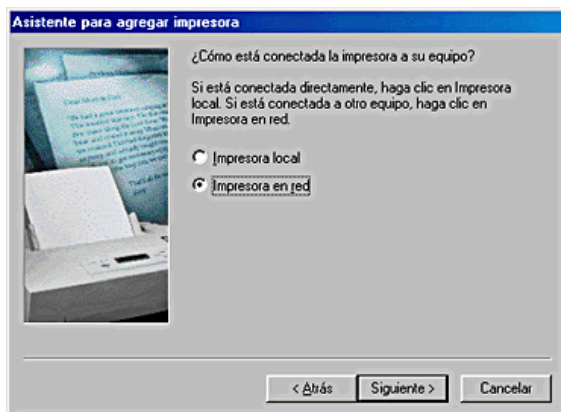 Asistente para agregar impresora
¿Cómo está conectada la impresora a su equipo?
Si está conectada directamente, haga clic en Impresora
local. Si está conectada a otro equipo, haga clic en
Impresora en red.
Impresora local
Impresora en red
< Atrás
Siguiente >
Cancelar